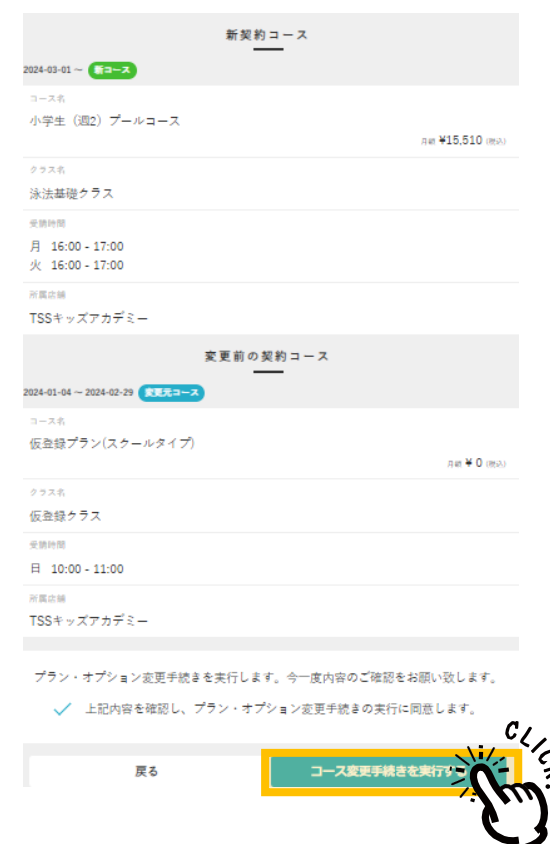 新契約コース
2024-03-01 ～ 新コース
コース名
小学生（週2）プールコース
月額 ¥15,510 (税込)
クラス名
泳法基礎クラス
受講時間
月 16:00 - 17:00
火 16:00 - 17:00
所属店舗
TSSキッズアカデミー
変更前の契約コース
2024-01-04 ～ 2024-02-29 変更元コース
コース名
仮登録プラン(スクールタイプ)
月額 ¥ 0 (税込)
クラス名
仮登録クラス
受講時間
日 10:00 - 11:00
所属店舗
TSSキッズアカデミー
プラン・オプション変更手続きを実行します。今一度内容のご確認をお願い致します。
上記内容を確認し、プラン・オプション変更手続きの実行に同意します。
CLICK!
戻る
コース変更手続きを実行する